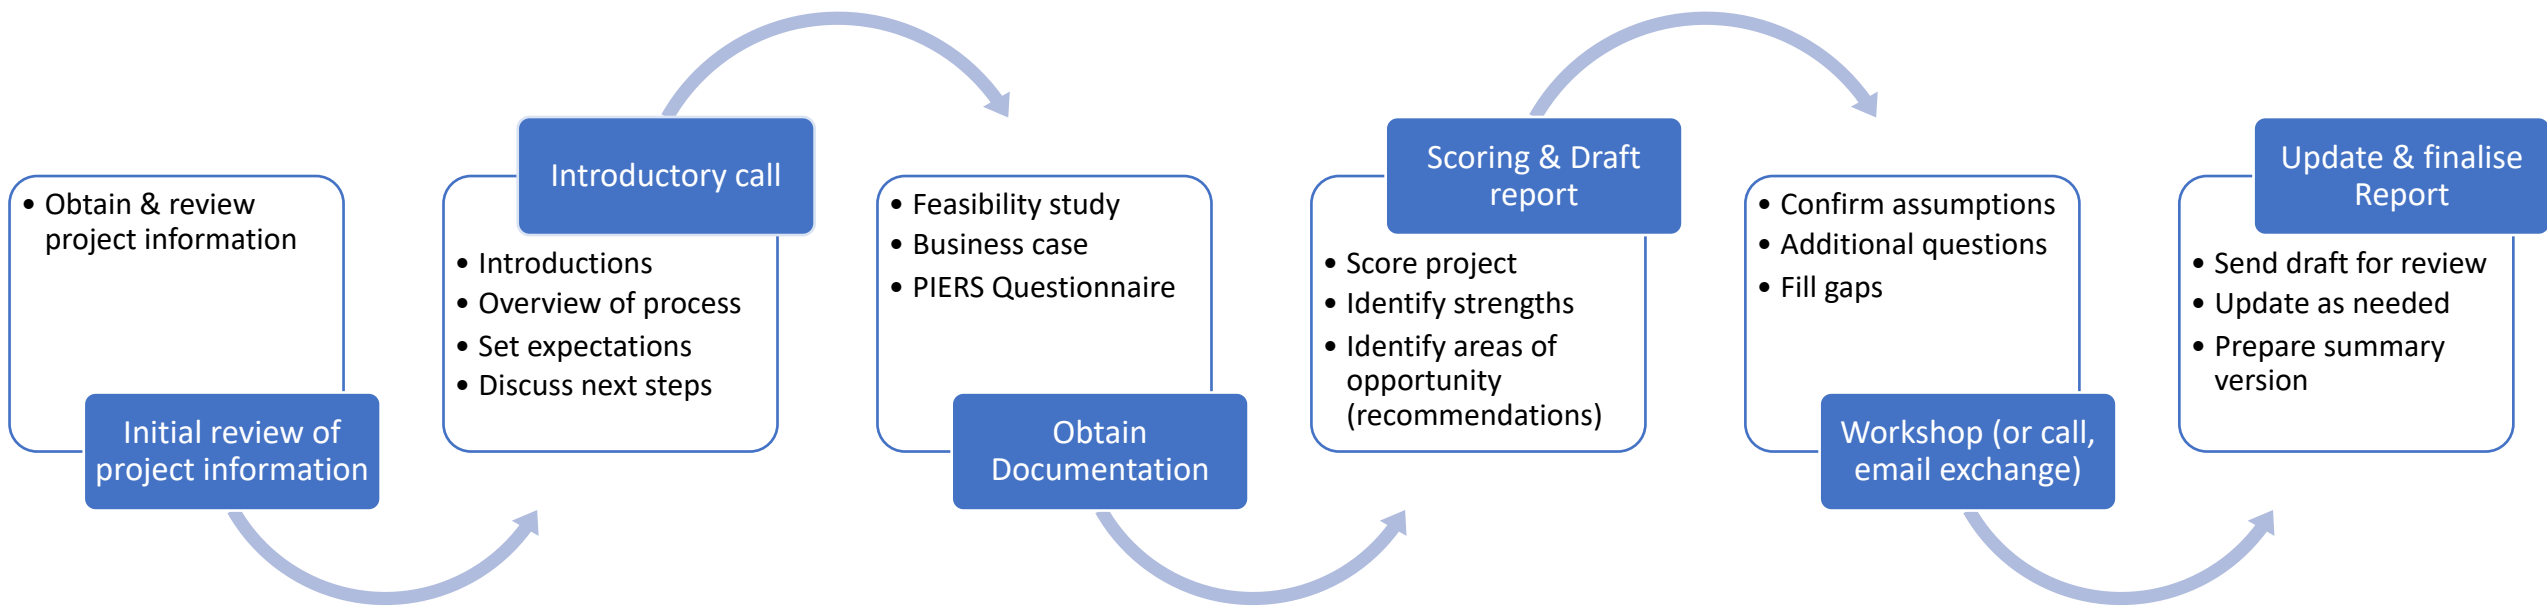 • Obtain & review
project information
Initial review of
project information
Introductory call
• Introductions
• Overview of process
• Set expectations
• Discuss next steps
• Feasibility study
• Business case
• PIERS Questionnaire
Obtain
Documentation
Scoring & Draft
report
• Score project
• Identify strengths
• Identify areas of
opportunity
(recommendations)
• Confirm assumptions
• Additional questions
• Fill gaps
Workshop (or call,
email exchange)
Update & finalise
Report
• Send draft for review
• Update as needed
• Prepare summary
version